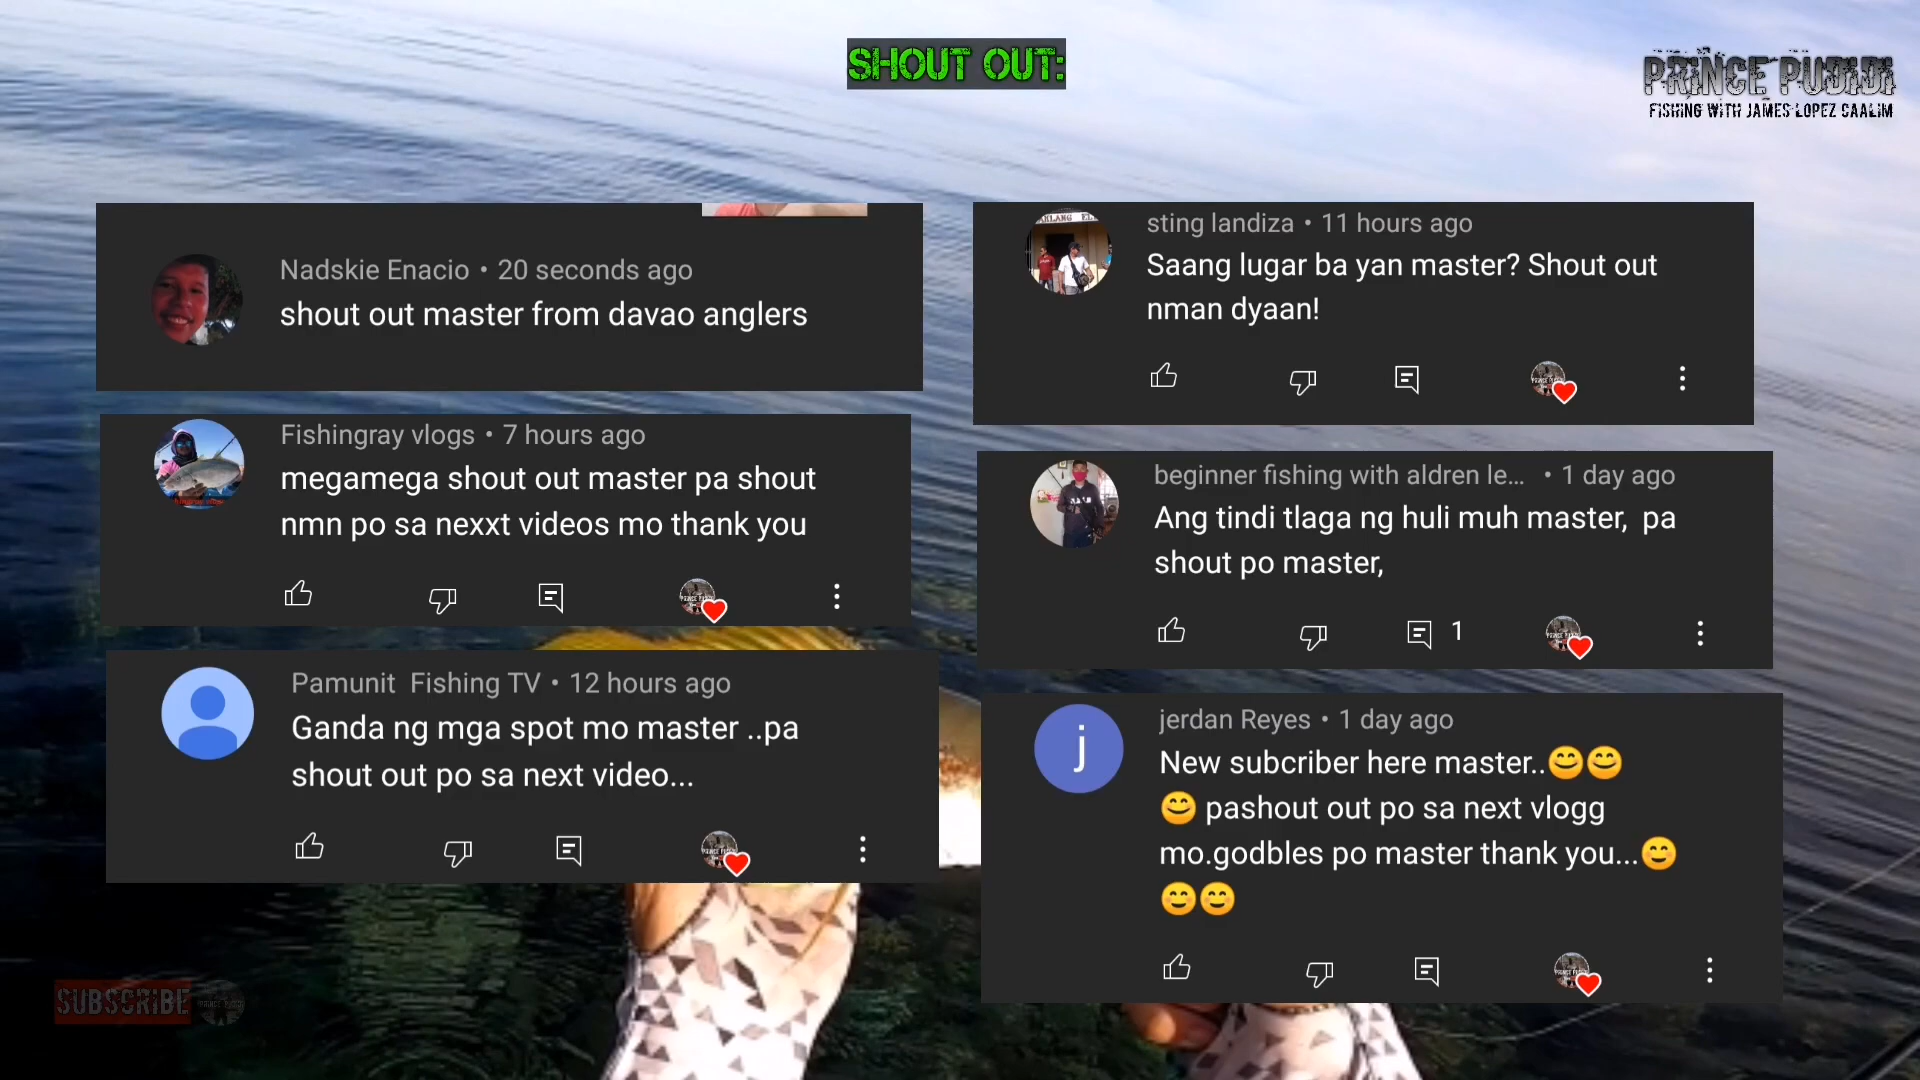 SHOUT OUT:
PRINCE PUDIDI
FISHING WITH JAMES LOPEZ CAALIM
Nadskie Enacio • 20 seconds ago
shout out master from davao anglers
Fishingray vlogs • 7 hours ago
megamega shout out master pa shout
nmn po sa nexxt videos mo thank you
Pamunit Fishing TV • 12 hours ago
Ganda ng mga spot mo master ..pa
shout out po sa next video...
sting landiza • 11 hours ago
Saang lugar ba yan master? Shout out
nman dyaan!
beginner fishing with aldren le... • 1 day ago
Ang tindi tlaga ng huli muh master, pa
shout po master,
1
j
jerdan Reyes • 1 day ago
New subcriber here master..😊😊
😊 pashout out po sa next vlogg
mo.godbles po master thank you...😊
😊😊
SUBSCRIBE